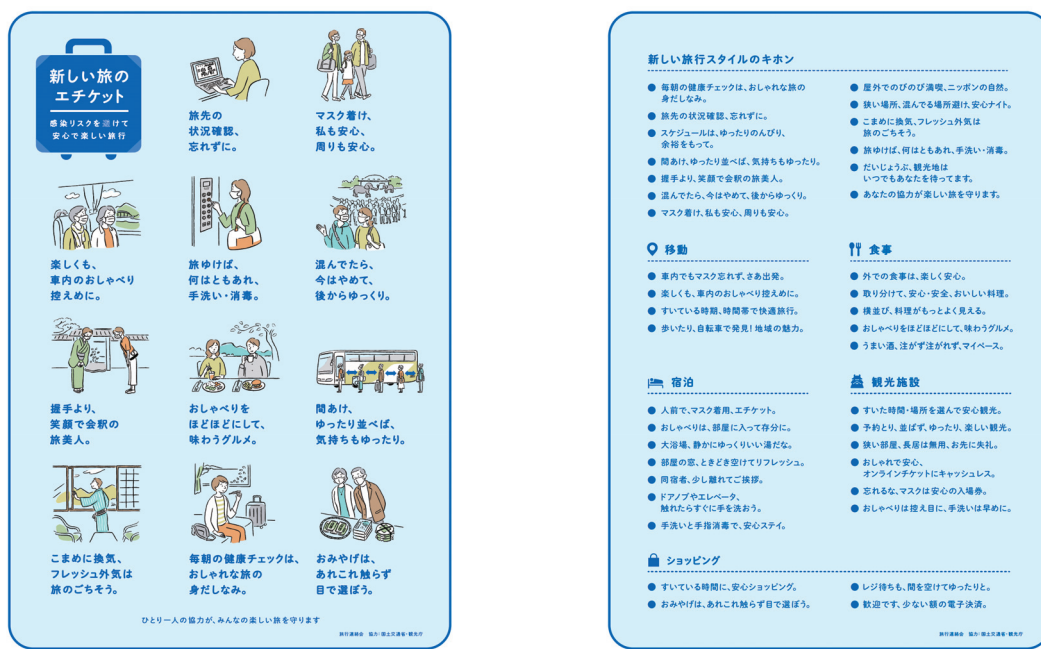 新しい旅の
エチケット
感染リスクを避けて
安心で楽しい旅行
旅先の
状況確認、
忘れずに。
マスク着け、
私も安心、
周りも安心。
楽しくも、
車内のおしゃべり
控えめに。
旅ゆけば、
何はともあれ、
手洗い・消毒。
混んでたら、
今はやめて、
後からゆっくり。
握手より、
笑顔で会釈の
旅美人。
おしゃべりを
ほどほどにして、
味わうグルメ。
間あけ、
ゆったり並べば、
気持ちもゆったり。
こまめに換気、
フレッシュ外気は
旅のごちそう。
毎朝の健康チェックは、
おしゃれな旅の
身だしなみ。
おみやげは、
あれこれ触らず
目で選ぼう。
ひとり一人の協力が、みんなの楽しい旅を守ります
旅行連絡会 協力:国土交通省・観光庁
新しい旅行スタイルのキホン
● 毎朝の健康チェックは、おしゃれな旅の
身だしなみ。
● 旅先の状況確認、忘れずに。
● スケジュールは、ゆったりのんびり、
余裕をもって。
● 間あけ、ゆったり並べば、気持ちもゆったり。
● 握手より、笑顔で会釈の旅美人。
● 混んでたら、今はやめて、後からゆっくり。
● マスク着け、私も安心、周りも安心。
● 屋外でのびのび満喫、ニッポンの自然。
● 狭い場所、混んでる場所避け、安心ナイト。
● こまめに換気、フレッシュ外気は
旅のごちそう。
● 旅ゆけば、何はともあれ、手洗い・消毒。
● だいじょうぶ、観光地は
いつでもあなたを待ってます。
● あなたの協力が楽しい旅を守ります。
移動
● 車内でもマスク忘れず、さあ出発。
● 楽しくも、車内のおしゃべり控えめに。
● すいている時期、時間帯で快適旅行。
● 歩いたり、自転車で発見!地域の魅力。
食事
● 外での食事は、楽しく安心。
● 取り分けて、安心・安全、おいしい料理。
● 横並び、料理がもっとよく見える。
● おしゃべりをほどほどにして、味わうグルメ。
● うまい酒、注がず注がれず、マイペース。
宿泊
● 人前で、マスク着用、エチケット。
● おしゃべりは、部屋に入って存分に。
● 大浴場、静かにゆっくりいい湯だな。
● 部屋の窓、ときどき空けてリフレッシュ。
● 同宿者、少し離れてご挨拶。
● ドアノブやエレベータ、
触れたらすぐに手を洗おう。
● 手洗いと手指消毒で、安心ステイ。
観光施設
● すいた時間・場所を選んで安心観光。
● 予約とり、並ばず、ゆったり、楽しい観光。
● 狭い部屋、長居は無用、お先に失礼。
● おしゃれで安心、
オンラインチケットにキャッシュレス。
● 忘れるな、マスクは安心の入場券。
● おしゃべりは控え目に、手洗いは早めに。
ショッピング
● すいている時間に、安心ショッピング。
● おみやげは、あれこれ触らず目で選ぼう。
● レジ待ちも、間を空けてゆったりと。
● 歓迎です、少ない額の電子決済。
旅行連絡会 協力:国土交通省・観光庁